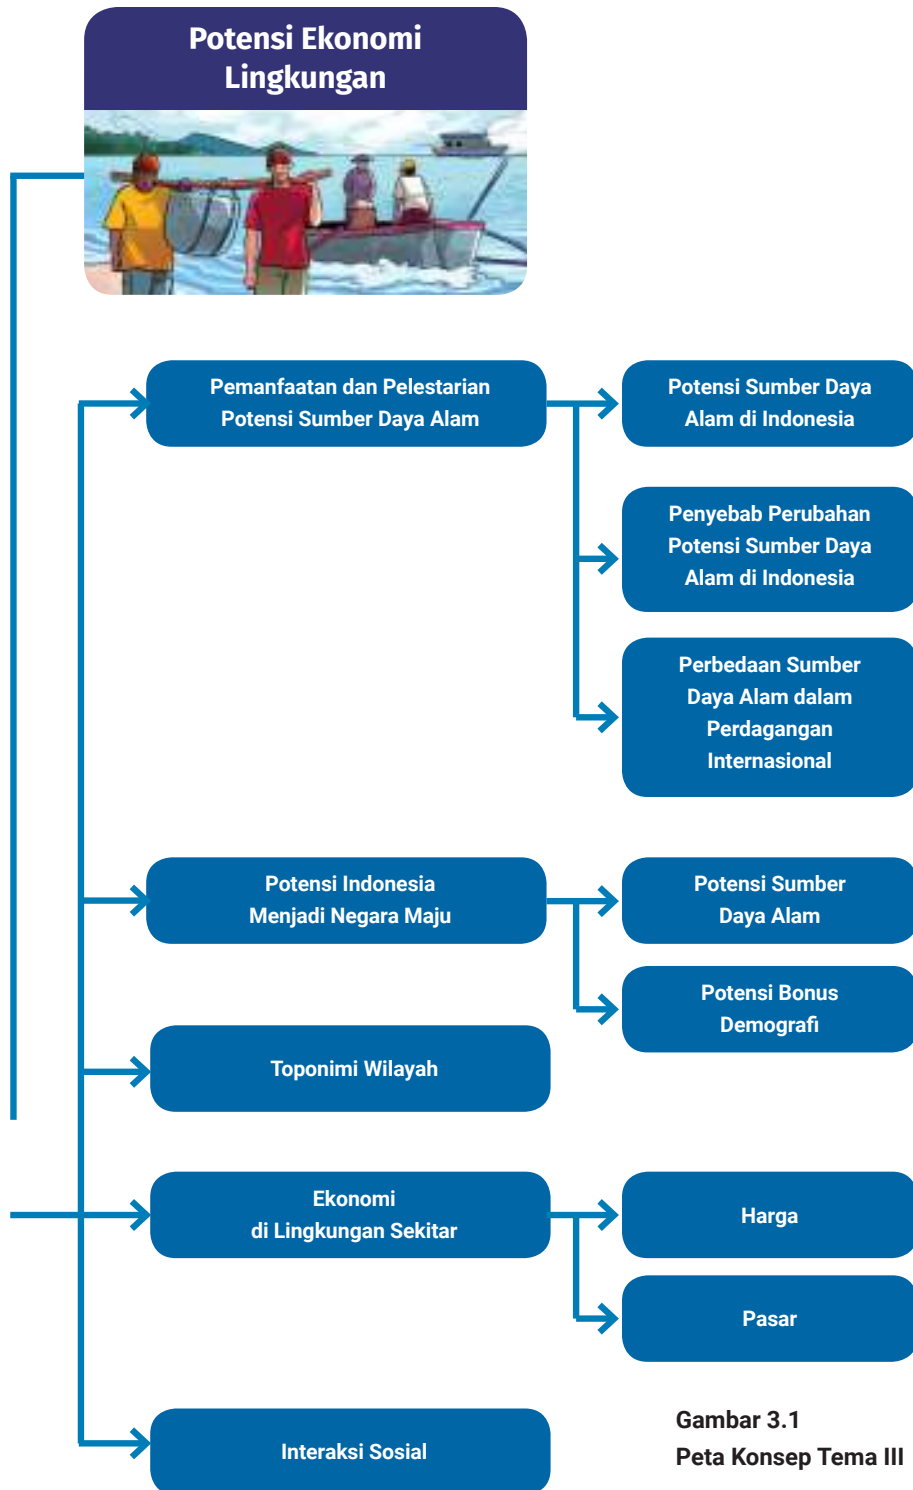 Potensi Ekonomi
Lingkungan
Pemanfaatan dan Pelestarian
Potensi Sumber Daya Alam
Potensi Sumber Daya
Alam di Indonesia
Penyebab Perubahan
Potensi Sumber Daya
Alam di Indonesia
Perbedaan Sumber
Daya Alam dalam
Perdagangan
Internasional
Potensi Indonesia
Menjadi Negara Maju
Potensi Sumber
Daya Alam
Potensi Bonus
Demografi
Toponimi Wilayah
Ekonomi
di Lingkungan Sekitar
Harga
Pasar
Interaksi Sosial
Gambar 3.1
Peta Konsep Tema III